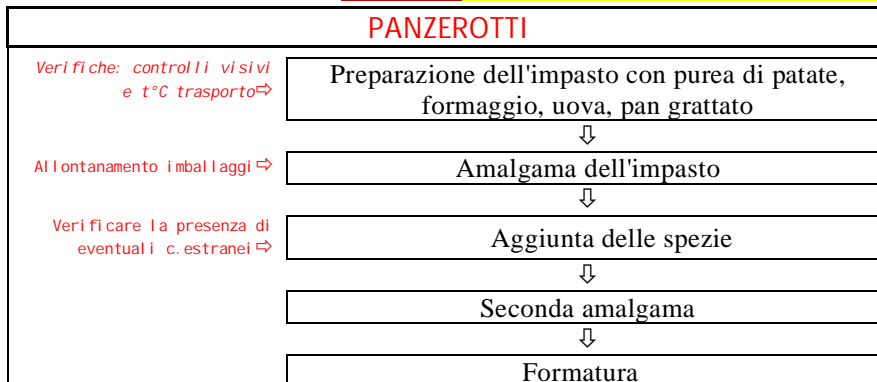 PANZEROTTI
Verifiche: controlli visivi
e t°C trasporto⇨
Preparazione dell'impasto con purea di patate,
formaggio, uova, pan grattato
⇩
Allontanamento imballaggi ⇨
Amalgama dell'impasto
⇩
Verificare la presenza di
eventuali c.estranei ⇨
Aggiunta delle spezie
⇩
Seconda amalgama
⇩
Formatura